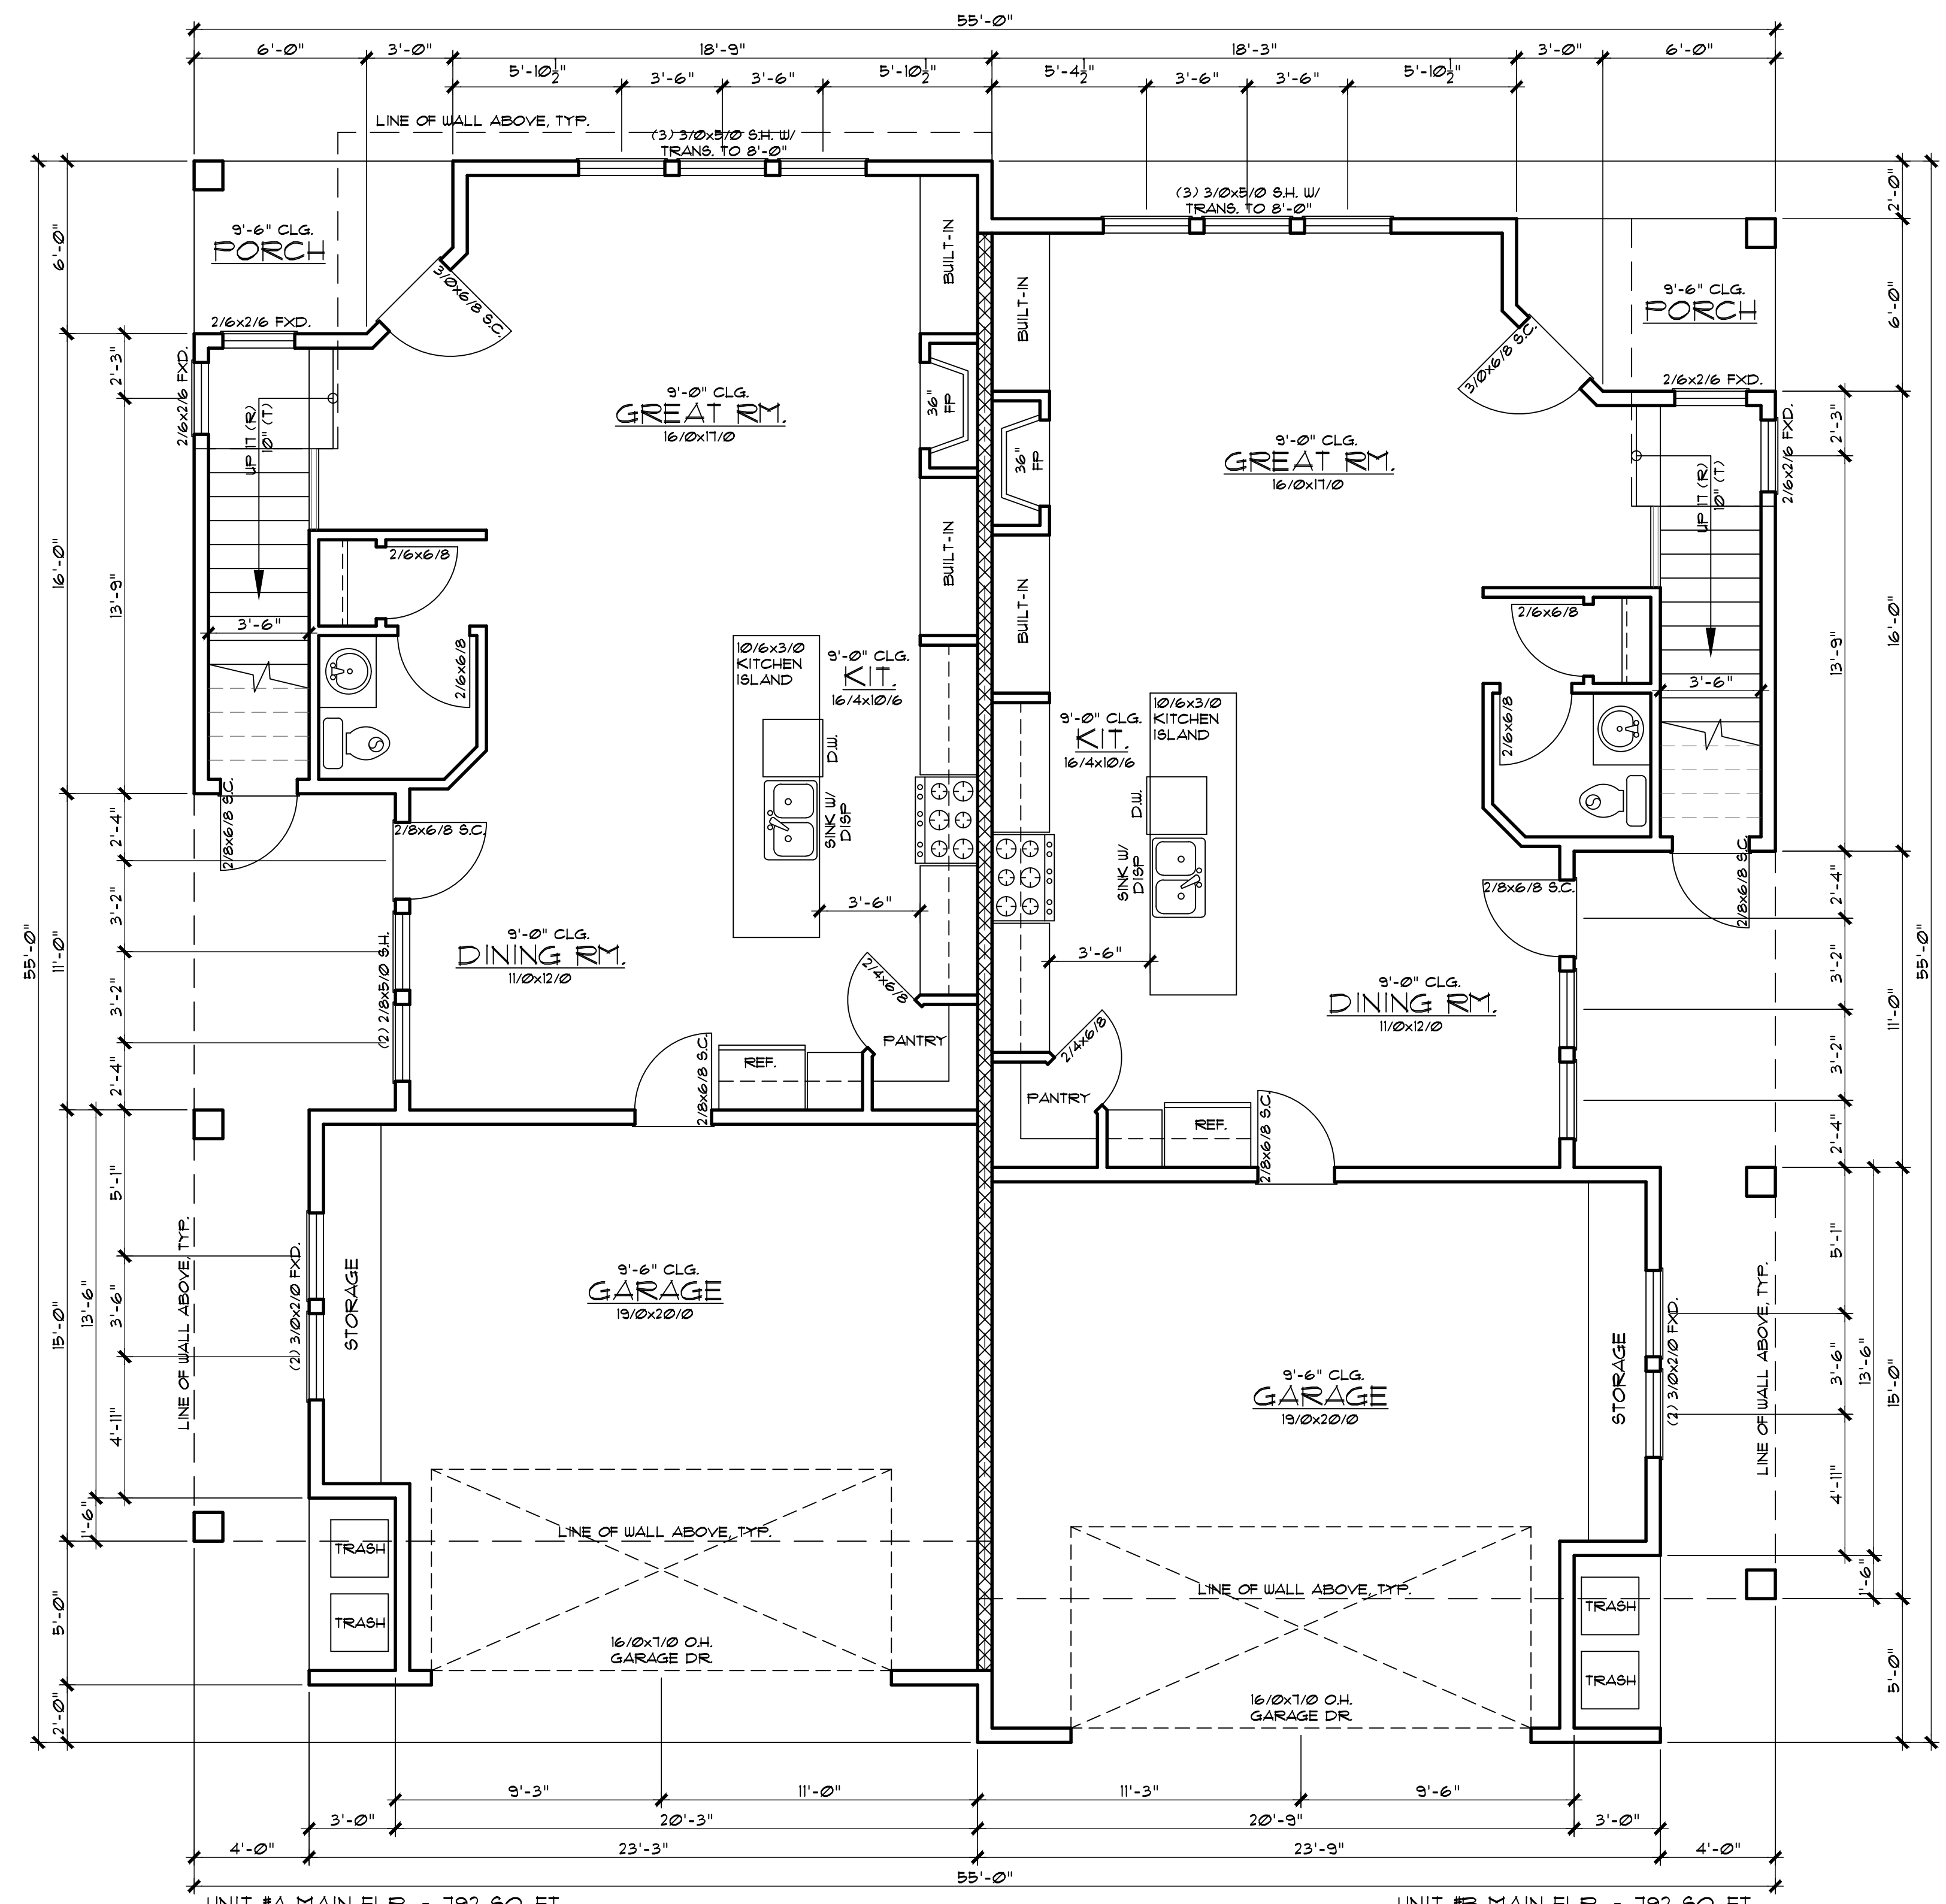 55'-0"
6'-0" 3'-0" 18'-9" 18'-3" 3'-0" 6'-0"
5'-10½" 3'-6" 3'-6" 5'-10½" 5'-4½" 3'-6" 3'-6" 5'-10½"
LINE OF WALL ABOVE, TYP.
(3) 3/0x5/0 S.H. W/
TRANS. TO 8'-0"
(3) 3/0x5/0 S.H. W/
TRANS. TO 8'-0"
9'-6" CLG.
PORCH
3/0x6/8 S.C.
BUILT-IN
BUILT-IN
3/0x6/8 S.C.
9'-6" CLG.
PORCH
2/6x2/6 FXD.
2/6x2/6 FXD.
2/6x2/6 FXD.
2/6x2/6 FXD.
UP 17 (R)
10" (T)
9'-0" CLG.
GREAT RM.
16/0x17/0
36"
FP
36"
FP
9'-0" CLG.
GREAT RM.
16/0x17/0
UP 17 (R)
10" (T)
BUILT-IN
BUILT-IN
2/6x6/8
2/6x6/8
3'-6"
3'-6"
2/6x6/8
2/6x6/8
10/6x3/0
KITCHEN
ISLAND
9'-0" CLG.
KIT.
16/4x10/6
D.W.
SINK W/
DISP
3'-6"
9'-0" CLG.
KIT.
16/4x10/6
10/6x3/0
KITCHEN
ISLAND
D.W.
SINK W/
DISP
3'-6"
2/8x6/8 S.C.
2/8x6/8 S.C.
2/8x6/8 S.C.
2/8x6/8 S.C.
(2) 2/8x5/0 S.H.
9'-0" CLG.
DINING RM.
11/0x12/0
9'-0" CLG.
DINING RM.
11/0x12/0
2/4x6/8
PANTRY
REF.
2/8x6/8 S.C.
2/4x6/8
PANTRY
REF.
2/8x6/8 S.C.
LINE OF WALL ABOVE, TYP.
(2) 3/0x2/0 FXD.
STORAGE
9'-6" CLG.
GARAGE
19/0x20/0
9'-6" CLG.
GARAGE
19/0x20/0
STORAGE
(2) 3/0x2/0 FXD.
LINE OF WALL ABOVE, TYP.
LINE OF WALL ABOVE, TYP.
LINE OF WALL ABOVE, TYP.
TRASH
TRASH
TRASH
TRASH
16/0x7/0 O.H.
GARAGE DR.
16/0x7/0 O.H.
GARAGE DR.
55'-0"
6'-0"
16'-0"
11'-0"
15'-0"
5'-0"
2'-0"
13'-6"
1'-6"
2'-3"
13'-9"
2'-4"
3'-2"
3'-2"
2'-4"
5'-1"
3'-6"
4'-11"
2'-3"
13'-9"
2'-4"
3'-2"
3'-2"
2'-4"
5'-1"
3'-6"
4'-11"
13'-6"
1'-6"
2'-0"
6'-0"
16'-0"
11'-0"
15'-0"
5'-0"
55'-0"
9'-3" 11'-0" 11'-3" 9'-6"
3'-0" 20'-3" 20'-9" 3'-0"
4'-0" 23'-3" 23'-9" 4'-0"
55'-0"
UNIT #A MAIN FLR. - 792 SQ. FT.
UNIT #B MAIN FLR. - 792 SQ. FT.